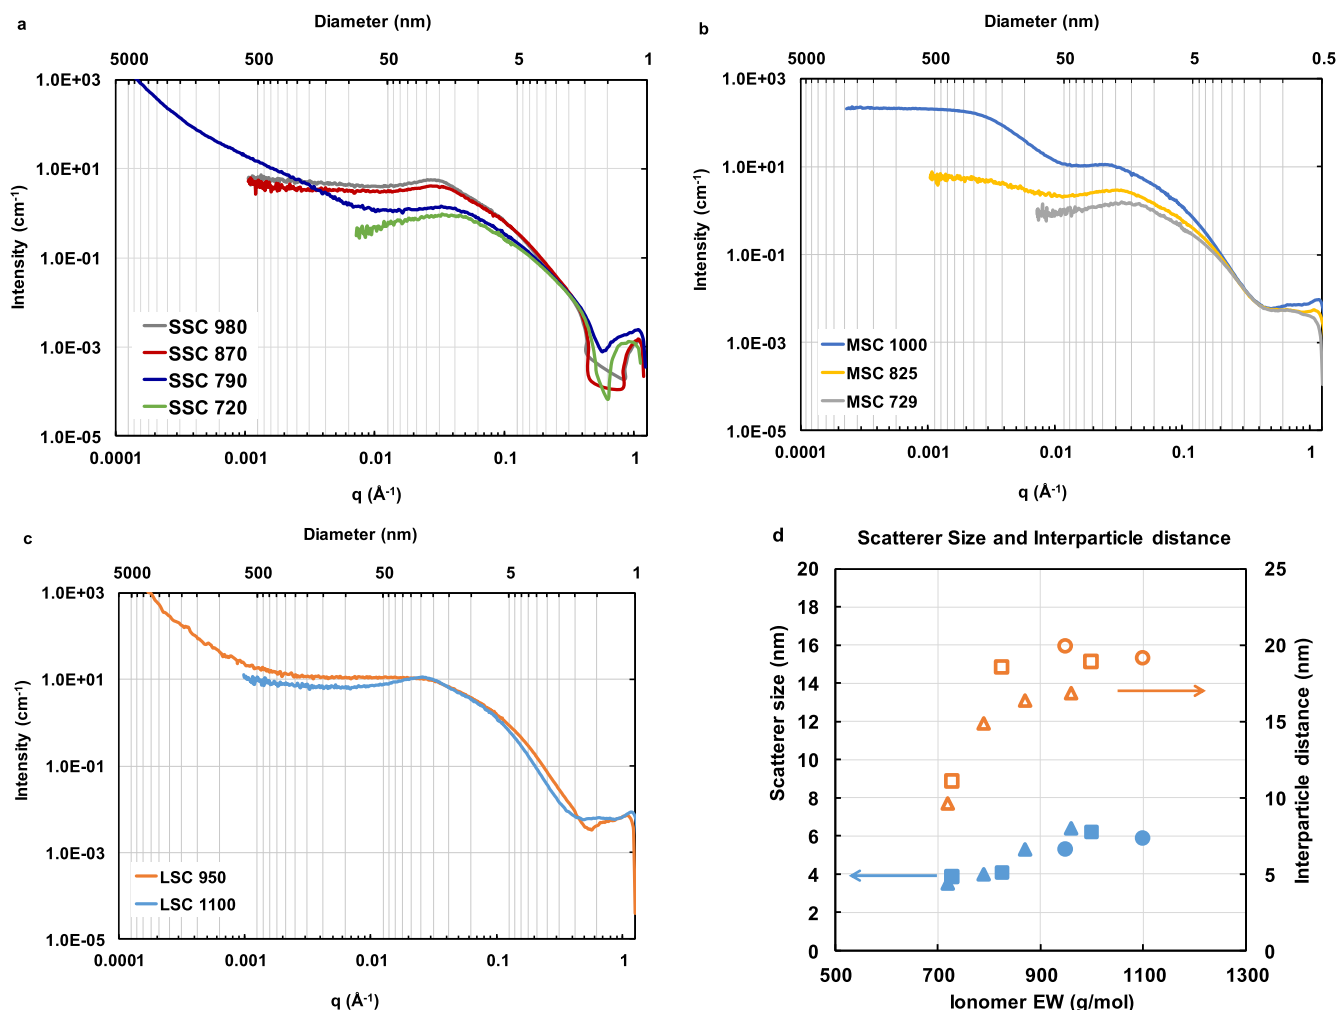 a
Diameter (nm)
5000 500 50 5 1
1.0E+03
1.0E+01
1.0E-01
1.0E-03
1.0E-05
Intensity (cm⁻¹)
SSC 980
SSC 870
SSC 790
SSC 720
0.0001 0.001 0.01 0.1 1
q (Å⁻¹)
b
Diameter (nm)
5000 500 50 5 0.5
1.0E+03
1.0E+01
1.0E-01
1.0E-03
1.0E-05
Intensity (cm⁻¹)
MSC 1000
MSC 825
MSC 729
0.0001 0.001 0.01 0.1 1
q (Å⁻¹)
c
Diameter (nm)
5000 500 50 5 1
1.0E+03
1.0E+01
1.0E-01
1.0E-03
1.0E-05
Intensity (cm⁻¹)
LSC 950
LSC 1100
0.0001 0.001 0.01 0.1 1
q (Å⁻¹)
d
Scatterer Size and Interparticle distance
20
18
16
14
12
10
8
6
4
2
0
Scatterer size (nm)
25
20
15
10
5
0
Interparticle distance (nm)
500 700 900 1100 1300
Ionomer EW (g/mol)